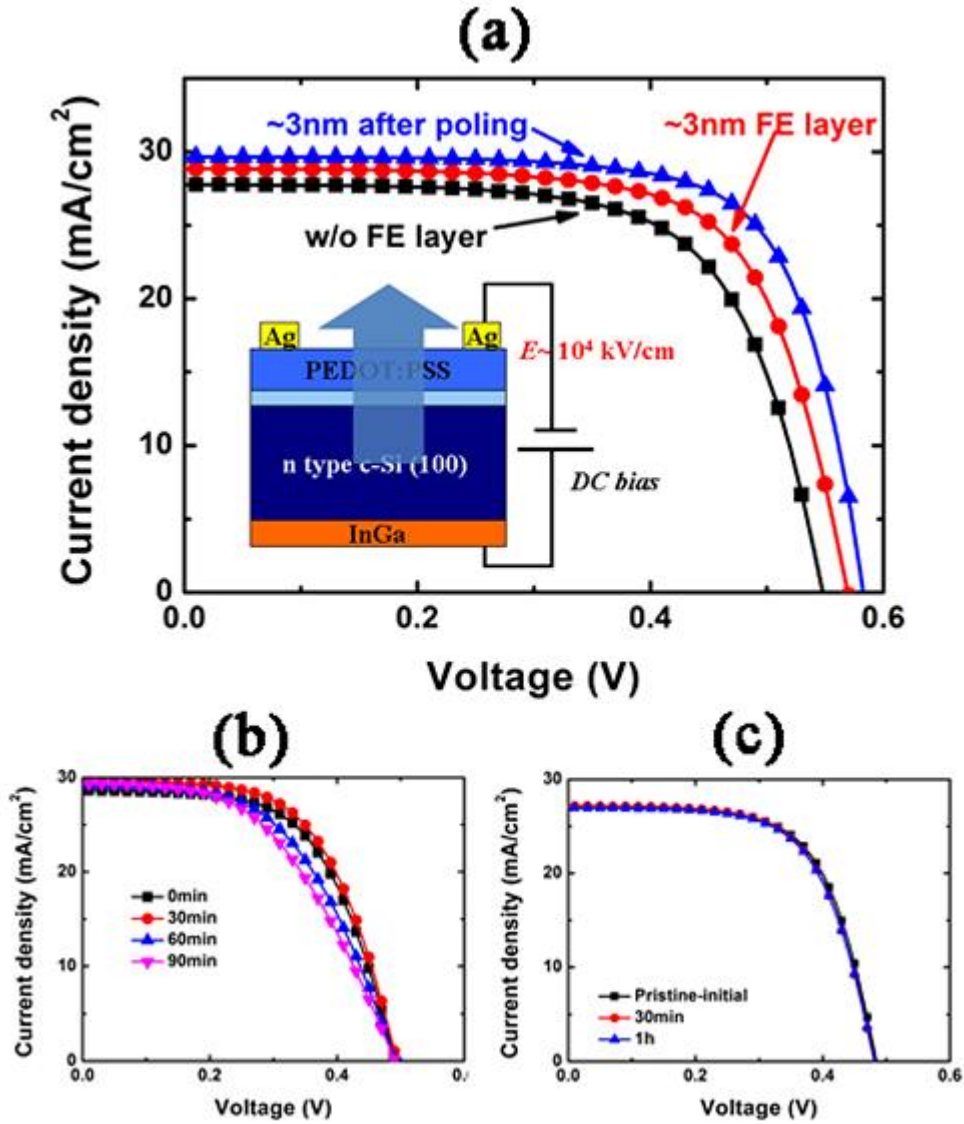 (a)
Current density (mA/cm²)
30
20
10
0
~3nm after poling
~3nm FE layer
w/o FE layer
Ag
Ag
E~ 10⁴ kV/cm
PEDOT:PSS
n type c-Si (100)
DC bias
InGa
0.0 0.2 0.4 0.6
Voltage (V)
(b)
Current density (mA/cm²)
30
20
10
0
0min
30min
60min
90min
0.0 0.2 0.4
Voltage (V)
(c)
Current density (mA/cm²)
30
20
10
0
Pristine-initial
30min
1h
0.0 0.2 0.4
Voltage (V)